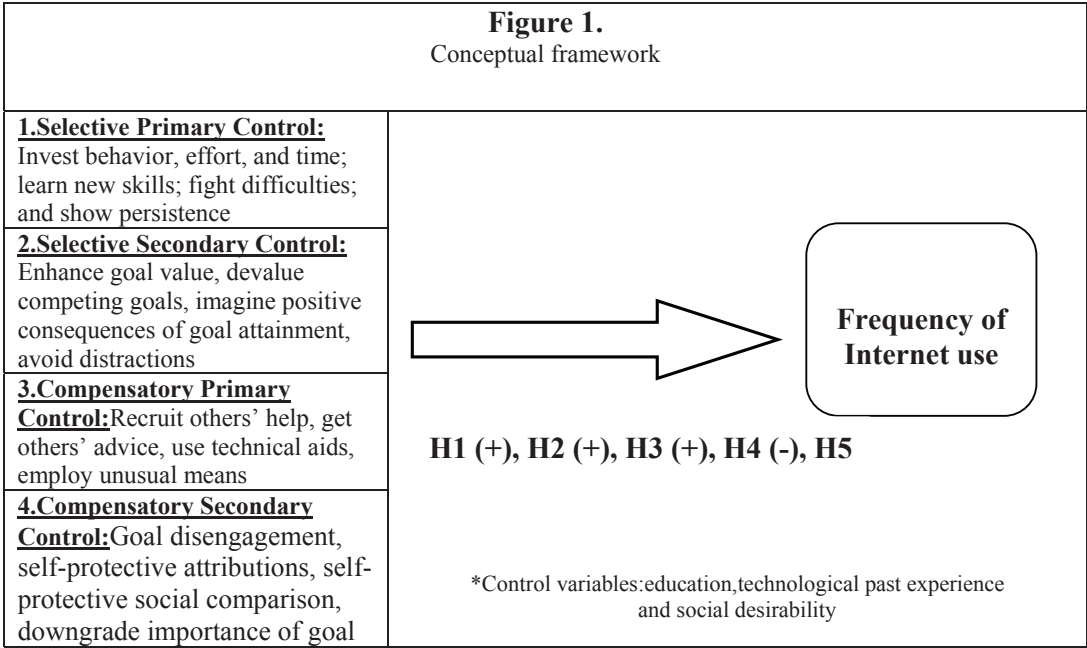 Figure 1.
Conceptual framework
1.Selective Primary Control:
Invest behavior, effort, and time;
learn new skills; fight difficulties;
and show persistence
2.Selective Secondary Control:
Enhance goal value, devalue
competing goals, imagine positive
consequences of goal attainment,
avoid distractions
3.Compensatory Primary
Control:Recruit others’ help, get
others’ advice, use technical aids,
employ unusual means
4.Compensatory Secondary
Control:Goal disengagement,
self-protective attributions, self-
protective social comparison,
downgrade importance of goal
Frequency of
Internet use
H1 (+), H2 (+), H3 (+), H4 (-), H5
*Control variables:education,technological past experience
and social desirability